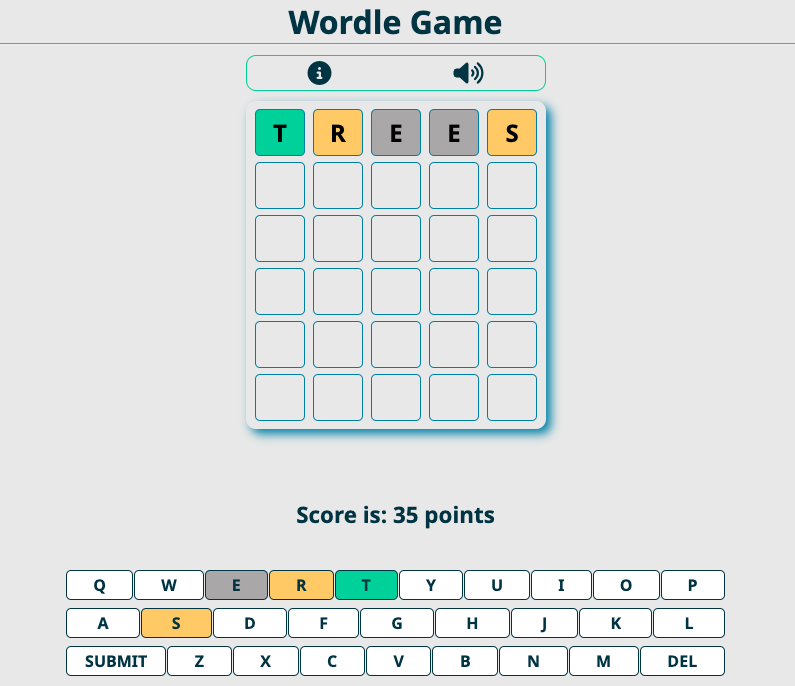 Wordle Game
T R E E S
Score is: 35 points
Q W E R T Y U I O P
A S D F G H J K L
SUBMIT Z X C V B N M DEL